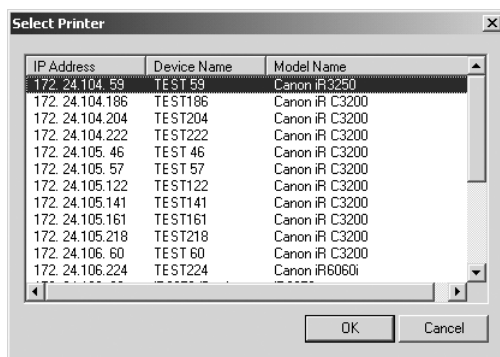 Select Printer
IP Address Device Name Model Name
172. 24.104. 59 TEST 59 Canon iR3250
172. 24.104.186 TEST186 Canon iR C3200
172. 24.104.204 TEST204 Canon iR C3200
172. 24.104.222 TEST222 Canon iR C3200
172. 24.105. 46 TEST 46 Canon iR C3200
172. 24.105. 57 TEST 57 Canon iR C3200
172. 24.105.122 TEST122 Canon iR C3200
172. 24.105.141 TEST141 Canon iR C3200
172. 24.105.161 TEST161 Canon iR C3200
172. 24.105.218 TEST218 Canon iR C3200
172. 24.106. 60 TEST 60 Canon iR C3200
172. 24.106.224 TEST224 Canon iR6060i
OK Cancel